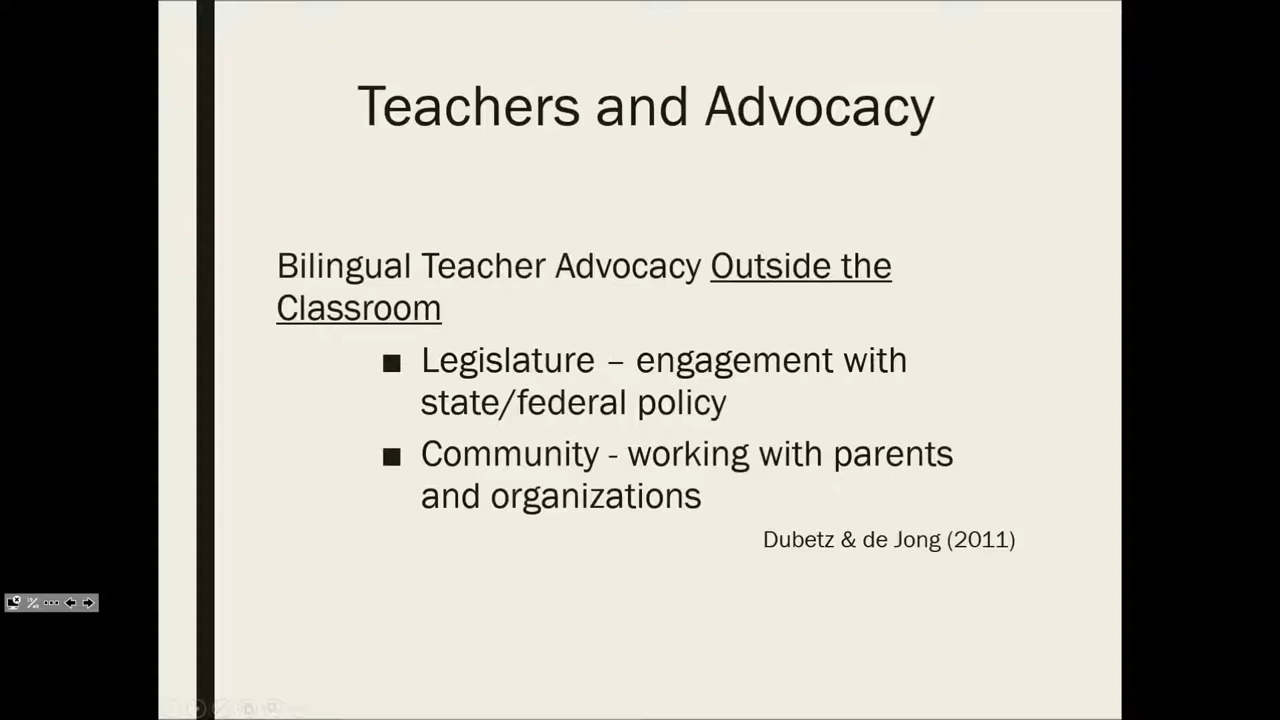 Teachers and Advocacy
Bilingual Teacher Advocacy Outside the
Classroom
■ Legislature – engagement with
state/federal policy
■ Community - working with parents
and organizations
Dubetz & de Jong (2011)